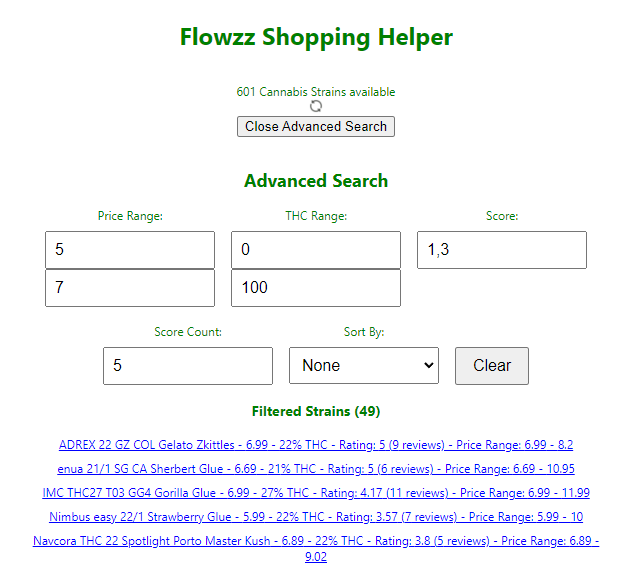 Flowzz Shopping Helper
601 Cannabis Strains available
Close Advanced Search
Advanced Search
Price Range: THC Range: Score:
5 0 1,3
7 100
Score Count: Sort By:
5 None Clear
Filtered Strains (49)
ADREX 22 GZ COL Gelato Zkittles - 6.99 - 22% THC - Rating: 5 (9 reviews) - Price Range: 6.99 - 8.2
enua 21/1 SG CA Sherbert Glue - 6.69 - 21% THC - Rating: 5 (6 reviews) - Price Range: 6.69 - 10.95
IMC THC27 T03 GG4 Gorilla Glue - 6.99 - 27% THC - Rating: 4.17 (11 reviews) - Price Range: 6.99 - 11.99
Nimbus easy 22/1 Strawberry Glue - 5.99 - 22% THC - Rating: 3.57 (7 reviews) - Price Range: 5.99 - 10
Navcora THC 22 Spotlight Porto Master Kush - 6.89 - 22% THC - Rating: 3.8 (5 reviews) - Price Range: 6.89 -
9.02